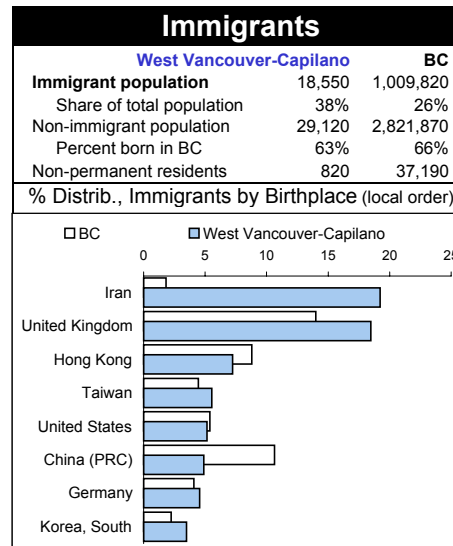 Immigrants
West Vancouver-Capilano BC
Immigrant population 18,550 1,009,820
Share of total population 38% 26%
Non-immigrant population 29,120 2,821,870
Percent born in BC 63% 66%
Non-permanent residents 820 37,190
% Distrib., Immigrants by Birthplace (local order)
BC West Vancouver-Capilano
0 5 10 15 20 25
Iran
United Kingdom
Hong Kong
Taiwan
United States
China (PRC)
Germany
Korea, South